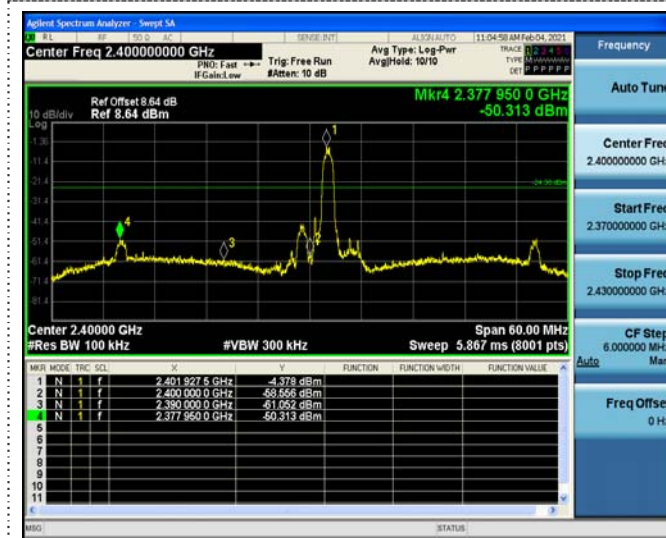 Agilent Spectrum Analyzer - Swept SA
RL RF 50 Ω AC SENSE:INT ALIGN AUTO 11:04:58 AM Feb 04, 2021
Center Freq 2.400000000 GHz
PNO: Fast
IFGain:Low
Trig: Free Run
#Atten: 10 dB
Avg Type: Log-Pwr
Avg|Hold: 10/10
TRACE 1 2 3 4 5 6
TYPE
DET P P P P P P
Mkr4 2.377 950 0 GHz
-50.313 dBm
Ref Offset 8.64 dB
10 dB/div Ref 8.64 dBm
Log
-1.36
-11.4
-21.4
-24.38 dBm
-31.4
-41.4
-51.4
-61.4
-71.4
-81.4
1
2
3
4
Center 2.40000 GHz Span 60.00 MHz
#Res BW 100 kHz #VBW 300 kHz Sweep 5.867 ms (8001 pts)
MKR MODE TRC SCL X Y FUNCTION FUNCTION WIDTH FUNCTION VALUE
1 N 1 f 2.401 927 5 GHz -4.378 dBm
2 N 1 f 2.400 000 0 GHz -58.556 dBm
3 N 1 f 2.390 000 0 GHz -61.052 dBm
4 N 1 f 2.377 950 0 GHz -50.313 dBm
5
6
7
8
9
10
11
MSG STATUS
Frequency
Auto Tune
Center Freq
2.400000000 GHz
Start Freq
2.370000000 GHz
Stop Freq
2.430000000 GHz
CF Step
6.000000 MHz
Auto Man
Freq Offset
0 Hz